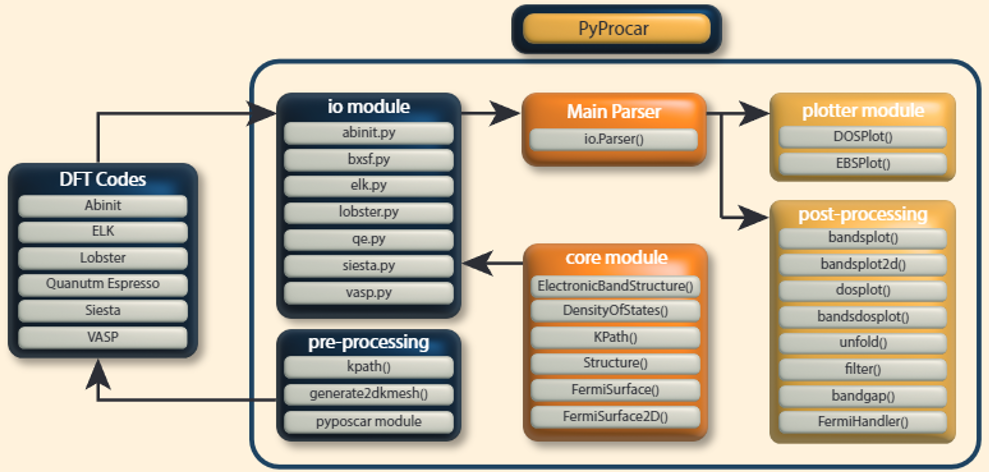 PyProcar
DFT Codes
Abinit
ELK
Lobster
Quanutm Espresso
Siesta
VASP
io module
abinit.py
bxsf.py
elk.py
lobster.py
qe.py
siesta.py
vasp.py
pre-processing
kpath()
generate2dkmesh()
pyposcar module
Main Parser
io.Parser()
core module
ElectronicBandStructure()
DensityOfStates()
KPath()
Structure()
FermiSurface()
FermiSurface2D()
plotter module
DOSPlot()
EBSPlot()
post-processing
bandsplot()
bandsplot2d()
dosplot()
bandsdosplot()
unfold()
filter()
bandgap()
FermiHandler()